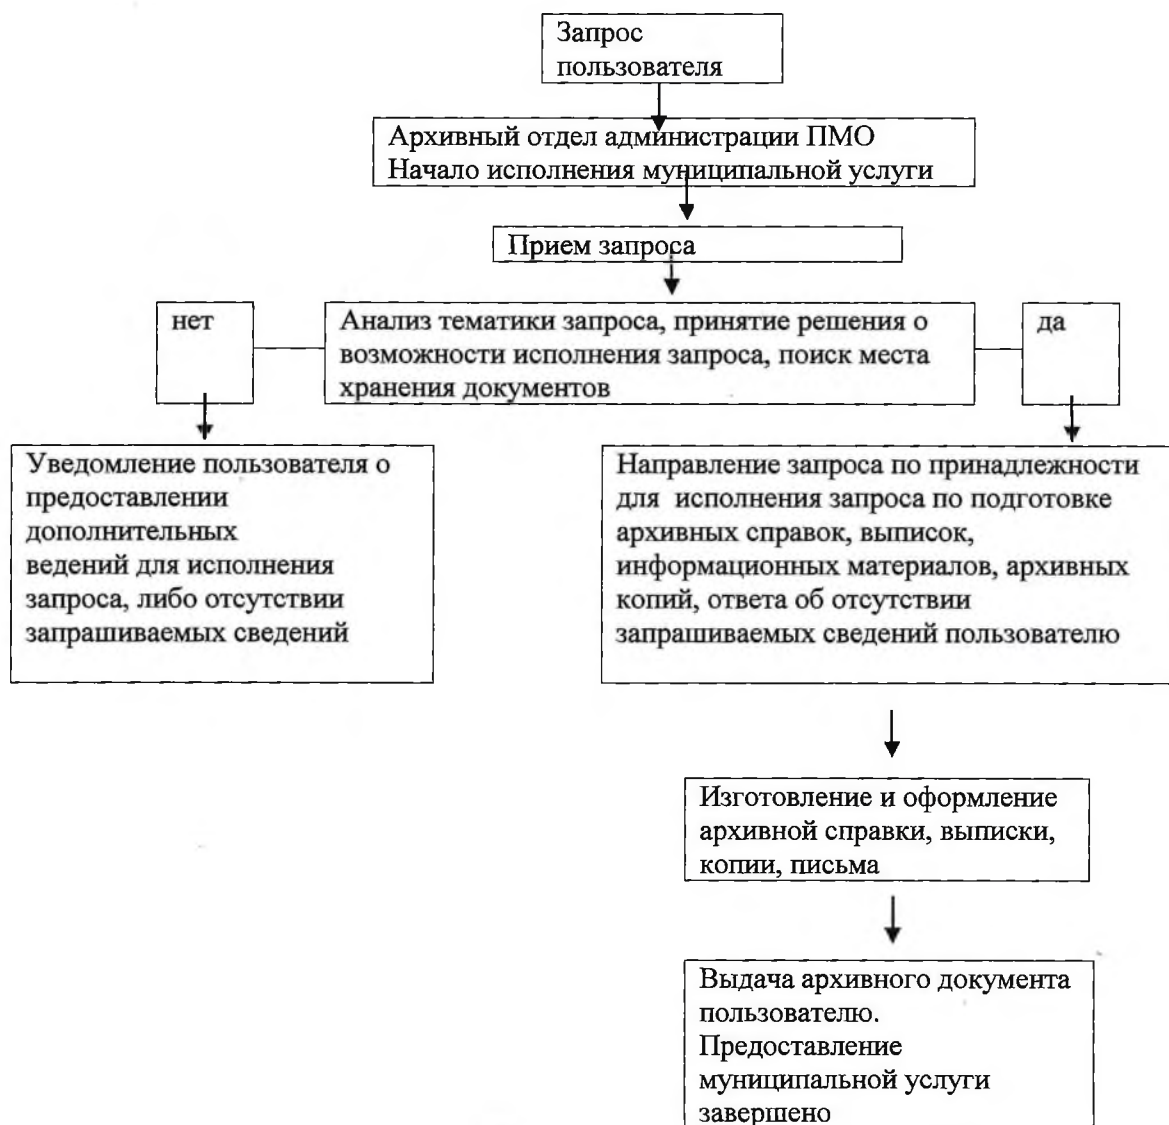 Запрос
пользователя
Архивный отдел администрации ПМО
Начало исполнения муниципальной услуги
Прием запроса
нет
Анализ тематики запроса, принятие решения о
возможности исполнения запроса, поиск места
хранения документов
да
Уведомление пользователя о
предоставлении
дополнительных
ведений для исполнения
запроса, либо отсутствии
запрашиваемых сведений
Направление запроса по принадлежности
для исполнения запроса по подготовке
архивных справок, выписок,
информационных материалов, архивных
копий, ответа об отсутствии
запрашиваемых сведений пользователю
Изготовление и оформление
архивной справки, выписки,
копии, письма
Выдача архивного документа
пользователю.
Предоставление
муниципальной услуги
завершено